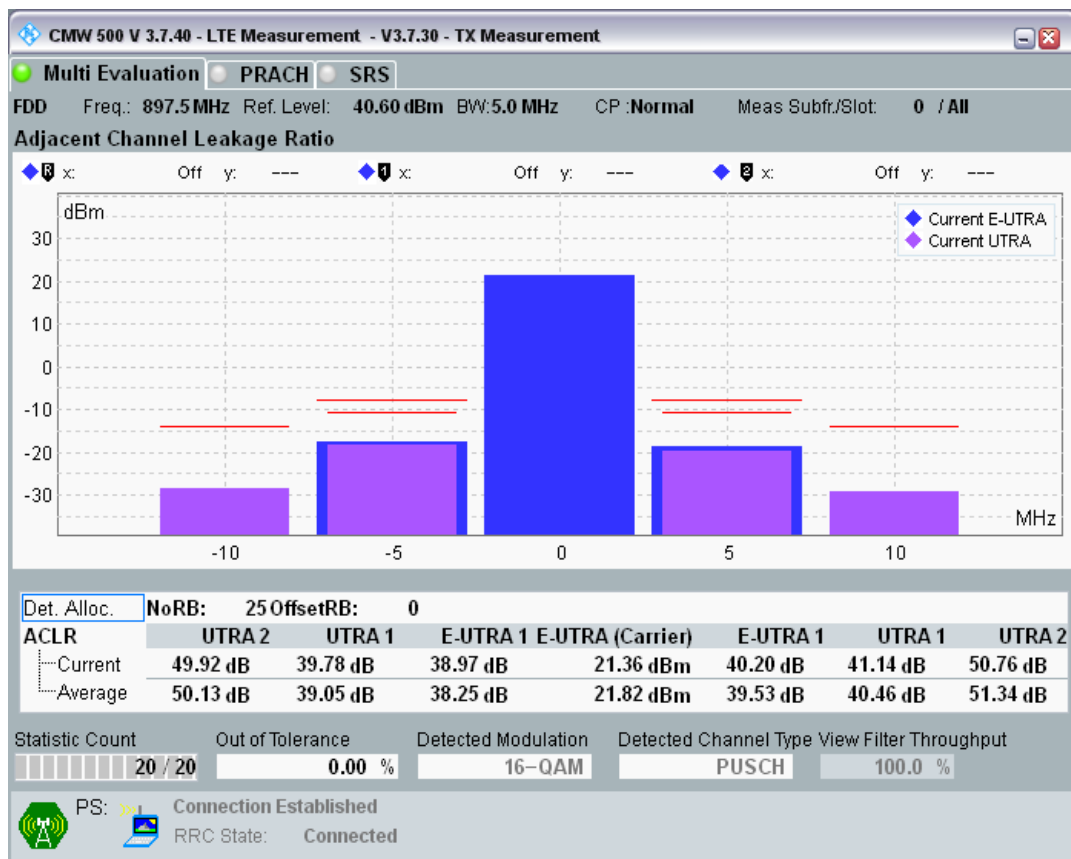 CMW 500 V 3.7.40 - LTE Measurement - V3.7.30 - TX Measurement
Multi Evaluation PRACH SRS
FDD Freq.: 897.5 MHz Ref. Level: 40.60 dBm BW:5.0 MHz CP :Normal Meas Subfr./Slot: 0 / All
Adjacent Channel Leakage Ratio
R x: Off y: --- 1 x: Off y: --- 2 x: Off y: ---
dBm
Current E-UTRA
Current UTRA
30
20
10
0
-10
-20
-30
MHz
-10 -5 0 5 10
Det. Alloc. NoRB: 25 OffsetRB: 0
ACLR UTRA 2 UTRA 1 E-UTRA 1 E-UTRA (Carrier) E-UTRA 1 UTRA 1 UTRA 2
Current 49.92 dB 39.78 dB 38.97 dB 21.36 dBm 40.20 dB 41.14 dB 50.76 dB
Average 50.13 dB 39.05 dB 38.25 dB 21.82 dBm 39.53 dB 40.46 dB 51.34 dB
Statistic Count Out of Tolerance Detected Modulation Detected Channel Type View Filter Throughput
20 / 20 0.00 % 16-QAM PUSCH 100.0 %
PS: Connection Established
RRC State: Connected